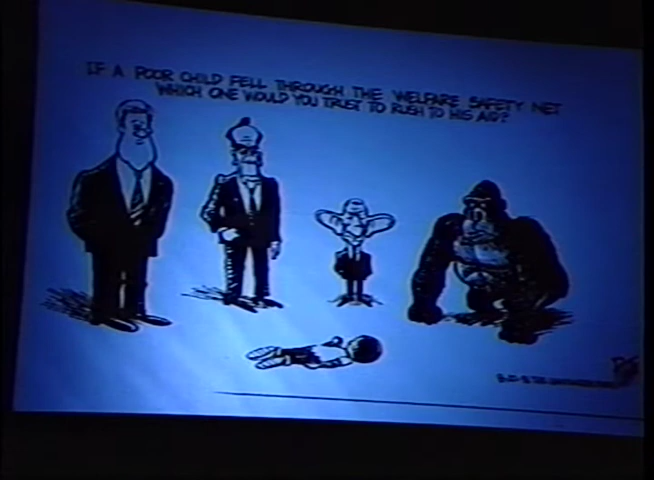 IF A POOR CHILD FELL THROUGH THE WELFARE SAFETY NET
WHICH ONE WOULD YOU TRUST TO RUSH TO HIS AID?